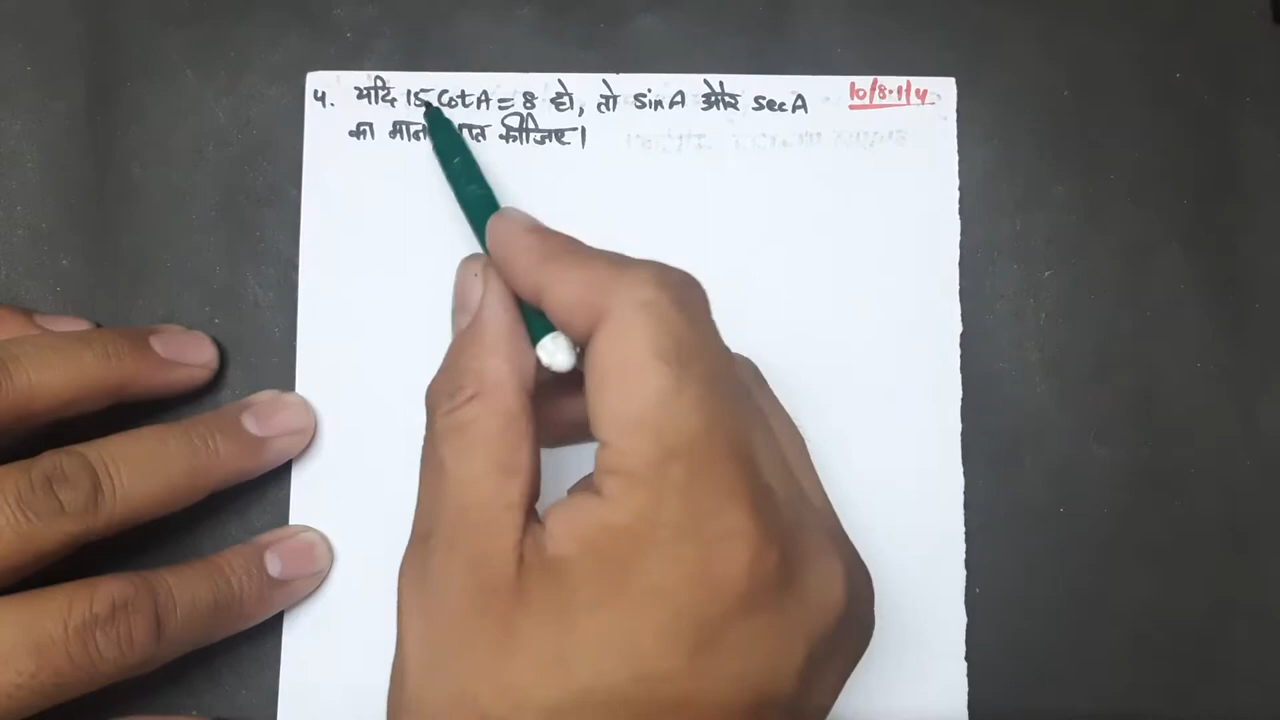 4. यदि 15 cot A = 8 हो, तो sin A और sec A 10/8.1/4
का मान कीजिए।